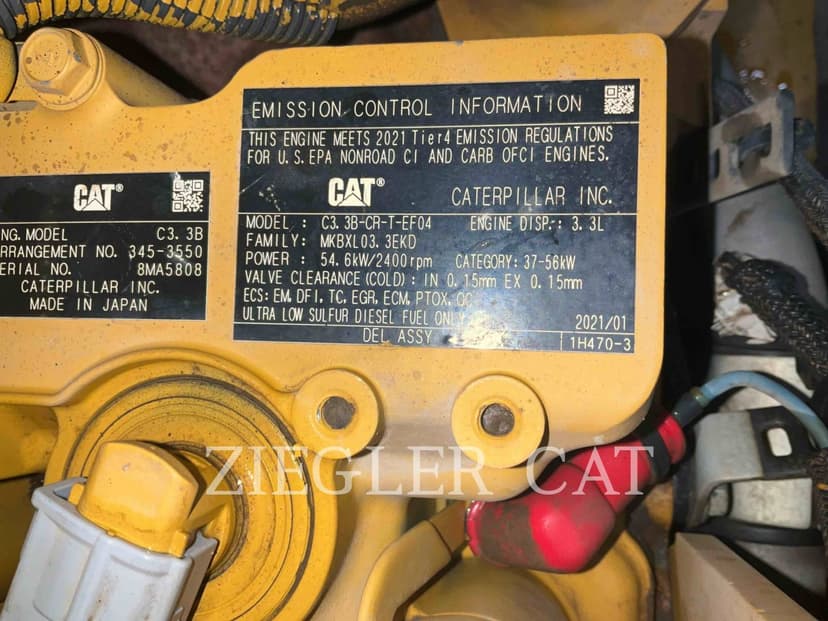 CAT®
ENG. MODEL C3.3B
ARRANGEMENT NO. 345-3550
SERIAL NO. 8MA5808
CATERPILLAR INC.
MADE IN JAPAN
EMISSION CONTROL INFORMATION
THIS ENGINE MEETS 2021 Tier4 EMISSION REGULATIONS
FOR U.S. EPA NONROAD CI AND CARB OFCI ENGINES.
CAT® CATERPILLAR INC.
MODEL : C3.3B-CR-T-EF04 ENGINE DISP.: 3.3L
FAMILY: MKBXL03.3EKD
POWER : 54.6kW/2400rpm CATEGORY: 37-56kW
VALVE CLEARANCE(COLD): IN 0.15mm EX 0.15mm
ECS: EM, DFI, TC, EGR, ECM, PTOX, OC
ULTRA LOW SULFUR DIESEL FUEL ONLY 2021/01
DEL ASSY 1H470-3
ZIEGLER CAT